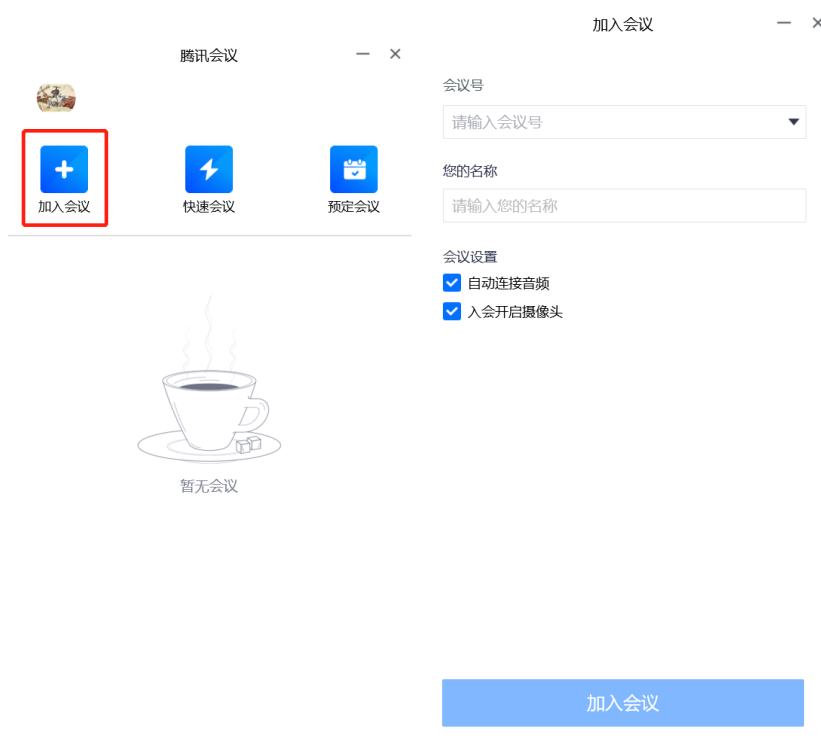 腾讯会议
加入会议
快速会议
预定会议
暂无会议
加入会议
会议号
请输入会议号
您的名称
请输入您的名称
会议设置
自动连接音频
入会开启摄像头
加入会议